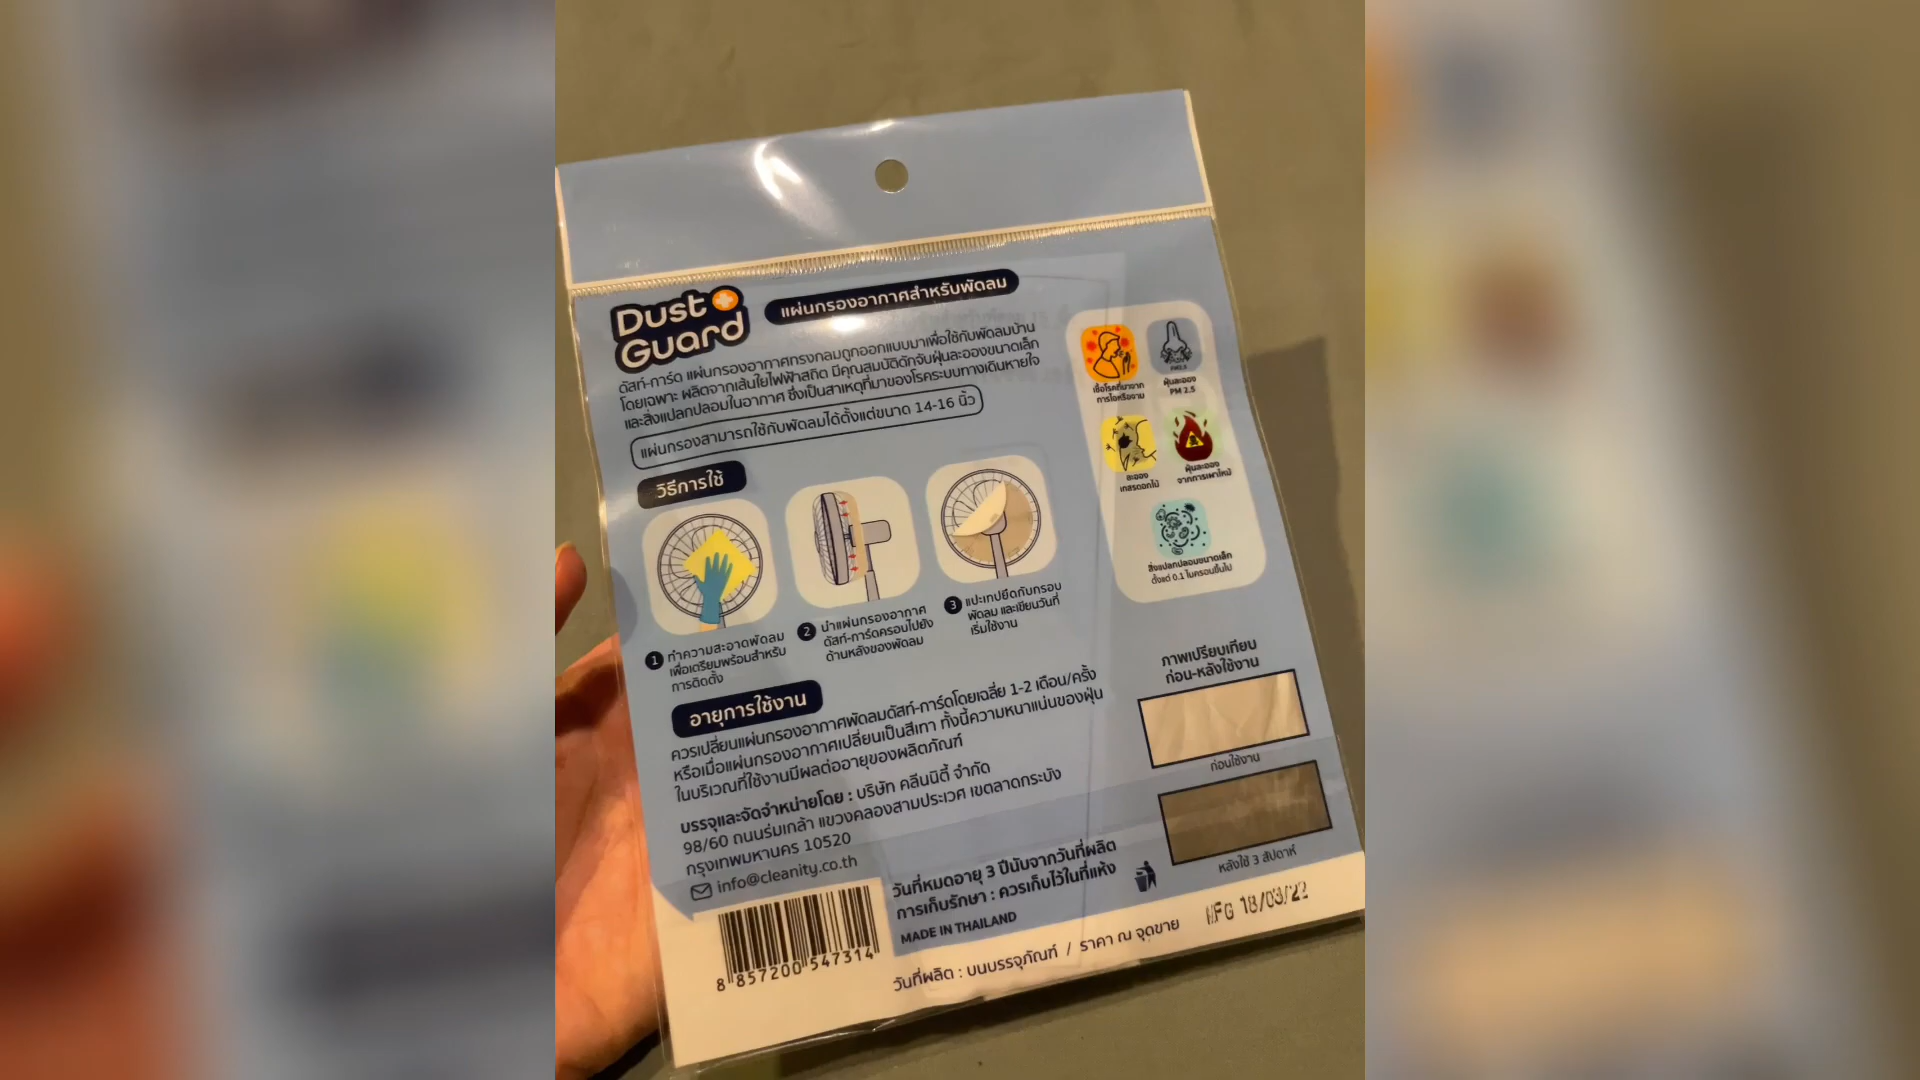 Dust
Guard
แผ่นกรองอากาศสำหรับพัดลม
ดัสท์-การ์ด แผ่นกรองอากาศทรงกลมถูกออกแบบมาเพื่อใช้กับพัดลมบ้าน
โดยเฉพาะ ผลิตจากเส้นใยไฟฟ้าสถิต มีคุณสมบัติดักจับฝุ่นละอองขนาดเล็ก
และสิ่งแปลกปลอมในอากาศ ซึ่งเป็นสาเหตุที่มาของโรคระบบทางเดินหายใจ
แผ่นกรองสามารถใช้กับพัดลมได้ตั้งแต่ขนาด 14-16 นิ้ว
เชื้อโรคที่มาจาก
การไอหรือจาม
PM2.5
ฝุ่นละออง
PM 2.5
ละออง
เกสรดอกไม้
ฝุ่นละออง
จากการเผาไหม้
สิ่งแปลกปลอมขนาดเล็ก
ตั้งแต่ 0.1 ไมครอนขึ้นไป
วิธีการใช้
1 ทำความสะอาดพัดลม
เพื่อเตรียมพร้อมสำหรับ
การติดตั้ง
2 นำแผ่นกรองอากาศ
ดัสท์-การ์ดครอบไปยัง
ด้านหลังของพัดลม
3 แปะเทปยึดกับกรอบ
พัดลม และเขียนวันที่
เริ่มใช้งาน
อายุการใช้งาน
ควรเปลี่ยนแผ่นกรองอากาศพัดลมดัสท์-การ์ดโดยเฉลี่ย 1-2 เดือน/ครั้ง
หรือเมื่อแผ่นกรองอากาศเปลี่ยนเป็นสีเทา ทั้งนี้ความหนาแน่นของฝุ่น
ในบริเวณที่ใช้งานมีผลต่ออายุของผลิตภัณฑ์
ภาพเปรียบเทียบ
ก่อน-หลังใช้งาน
ก่อนใช้งาน
หลังใช้ 3 สัปดาห์
บรรจุและจัดจำหน่ายโดย : บริษัท คลีนนิตี้ จำกัด
98/60 ถนนร่มเกล้า แขวงคลองสามประเวศ เขตลาดกระบัง
กรุงเทพมหานคร 10520
info@cleanity.co.th
วันที่หมดอายุ 3 ปีนับจากวันที่ผลิต
การเก็บรักษา : ควรเก็บไว้ในที่แห้ง
MADE IN THAILAND
8 857200 547314
วันที่ผลิต : บนบรรจุภัณฑ์ / ราคา ณ จุดขาย
MFG 18/03/22